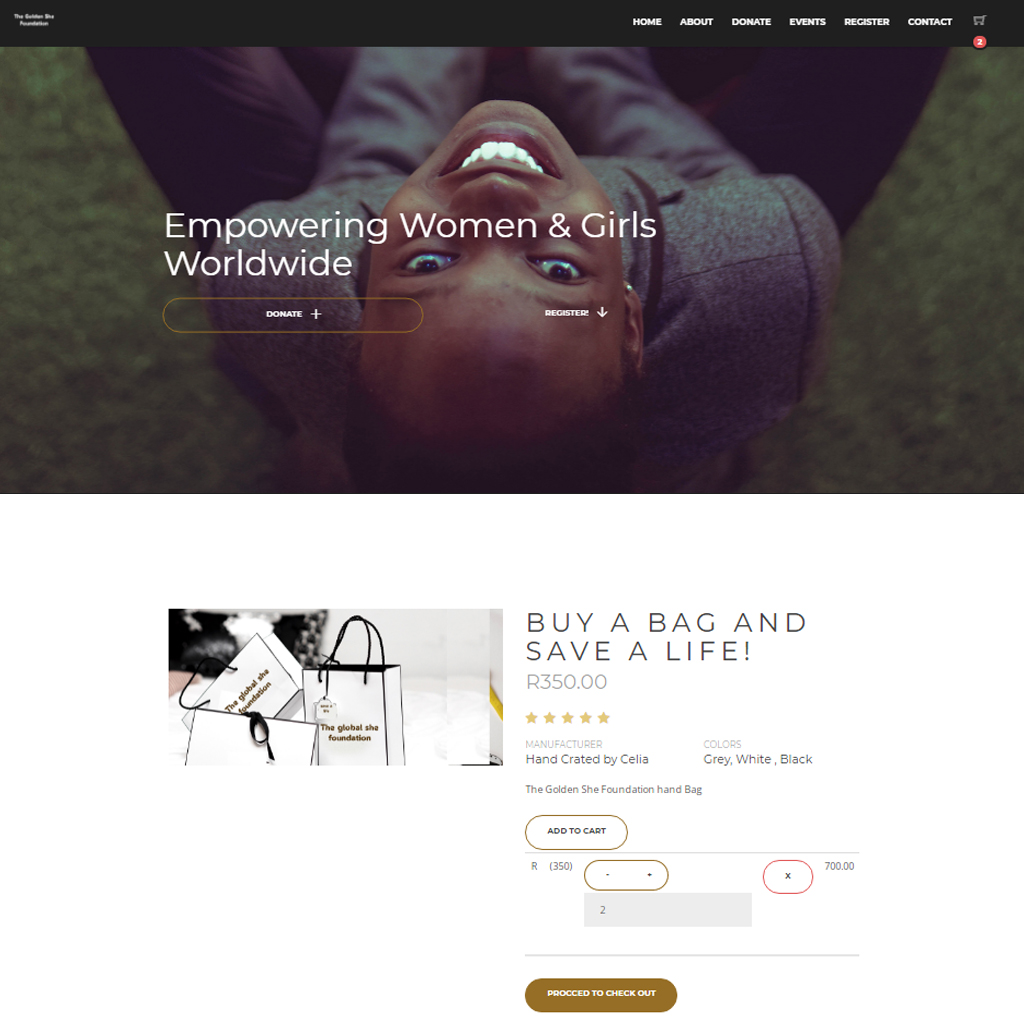 The Golden She
Foundation
HOME ABOUT DONATE EVENTS REGISTER CONTACT
2
Empowering Women & Girls
Worldwide
DONATE +
REGISTER!
BUY A BAG AND
SAVE A LIFE!
R350.00
The global she
foundation
The global she
foundation
MANUFACTURER COLORS
Hand Crated by Celia Grey, White , Black
The Golden She Foundation hand Bag
ADD TO CART
R (350) - + X 700.00
2
PROCCED TO CHECK OUT